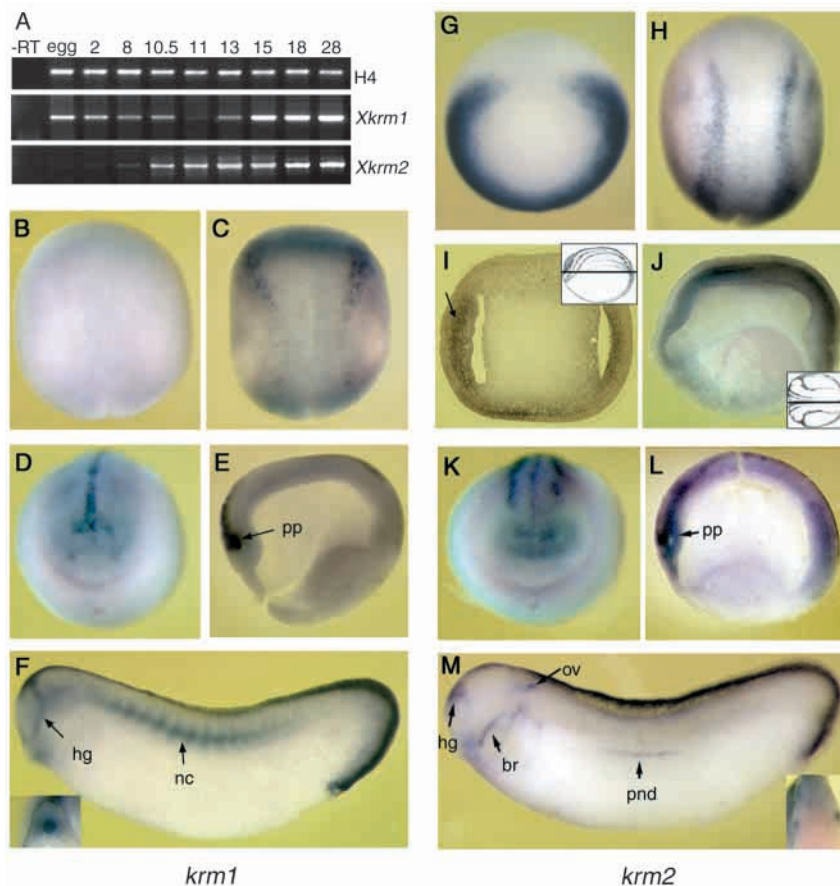 A
-RT egg 2 8 10.5 11 13 15 18 28
H4
Xkrm1
Xkrm2
B
C
D
E
pp
F
hg
nc
krm1
G
H
I
J
K
L
pp
M
ov
hg
br
pnd
krm2